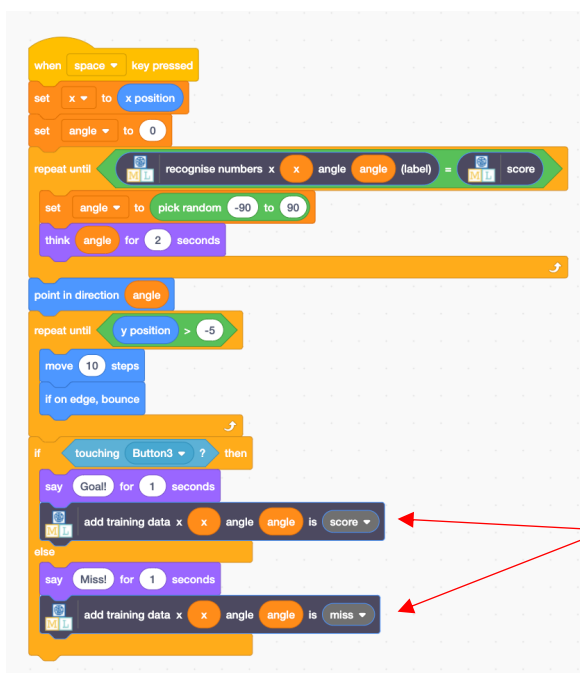 when space key pressed
set x to x position
set angle to 0
repeat until ML recognise numbers x x angle angle (label) = ML score
set angle to pick random -90 to 90
think angle for 2 seconds
point in direction angle
repeat until y position > -5
move 10 steps
if on edge, bounce
if touching Button3 ? then
say Goal! for 1 seconds
ML add training data x x angle angle is score
else
say Miss! for 1 seconds
ML add training data x x angle angle is miss